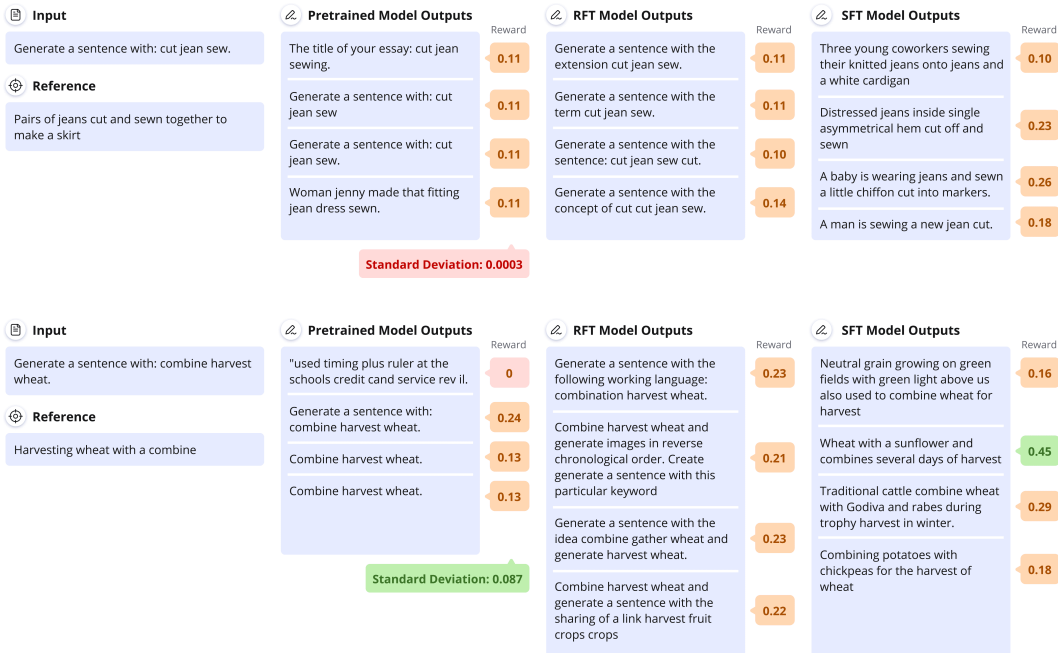 Input
Generate a sentence with: cut jean sew.
Reference
Pairs of jeans cut and sewn together to
make a skirt
Pretrained Model Outputs
Reward
The title of your essay: cut jean
sewing.
0.11
Generate a sentence with: cut
jean sew
0.11
Generate a sentence with: cut
jean sew.
0.11
Woman jenny made that fitting
jean dress sewn.
0.11
Standard Deviation: 0.0003
RFT Model Outputs
Reward
Generate a sentence with the
extension cut jean sew.
0.11
Generate a sentence with the
term cut jean sew.
0.11
Generate a sentence with the
sentence: cut jean sew cut.
0.10
Generate a sentence with the
concept of cut cut jean sew.
0.14
SFT Model Outputs
Reward
Three young coworkers sewing
their knitted jeans onto jeans and
a white cardigan
0.10
Distressed jeans inside single
asymmetrical hem cut off and
sewn
0.23
A baby is wearing jeans and sewn
a little chiffon cut into markers.
0.26
A man is sewing a new jean cut.
0.18
Input
Generate a sentence with: combine harvest
wheat.
Reference
Harvesting wheat with a combine
Pretrained Model Outputs
Reward
"used timing plus ruler at the
schools credit cand service rev il.
0
Generate a sentence with:
combine harvest wheat.
0.24
Combine harvest wheat.
0.13
Combine harvest wheat.
0.13
Standard Deviation: 0.087
RFT Model Outputs
Reward
Generate a sentence with the
following working language:
combination harvest wheat.
0.23
Combine harvest wheat and
generate images in reverse
chronological order. Create
generate a sentence with this
particular keyword
0.21
Generate a sentence with the
idea combine gather wheat and
generate harvest wheat.
0.23
Combine harvest wheat and
generate a sentence with the
sharing of a link harvest fruit
crops crops
0.22
SFT Model Outputs
Reward
Neutral grain growing on green
fields with green light above us
also used to combine wheat for
harvest
0.16
Wheat with a sunflower and
combines several days of harvest
0.45
Traditional cattle combine wheat
with Godiva and rabes during
trophy harvest in winter.
0.29
Combining potatoes with
chickpeas for the harvest of
wheat
0.18